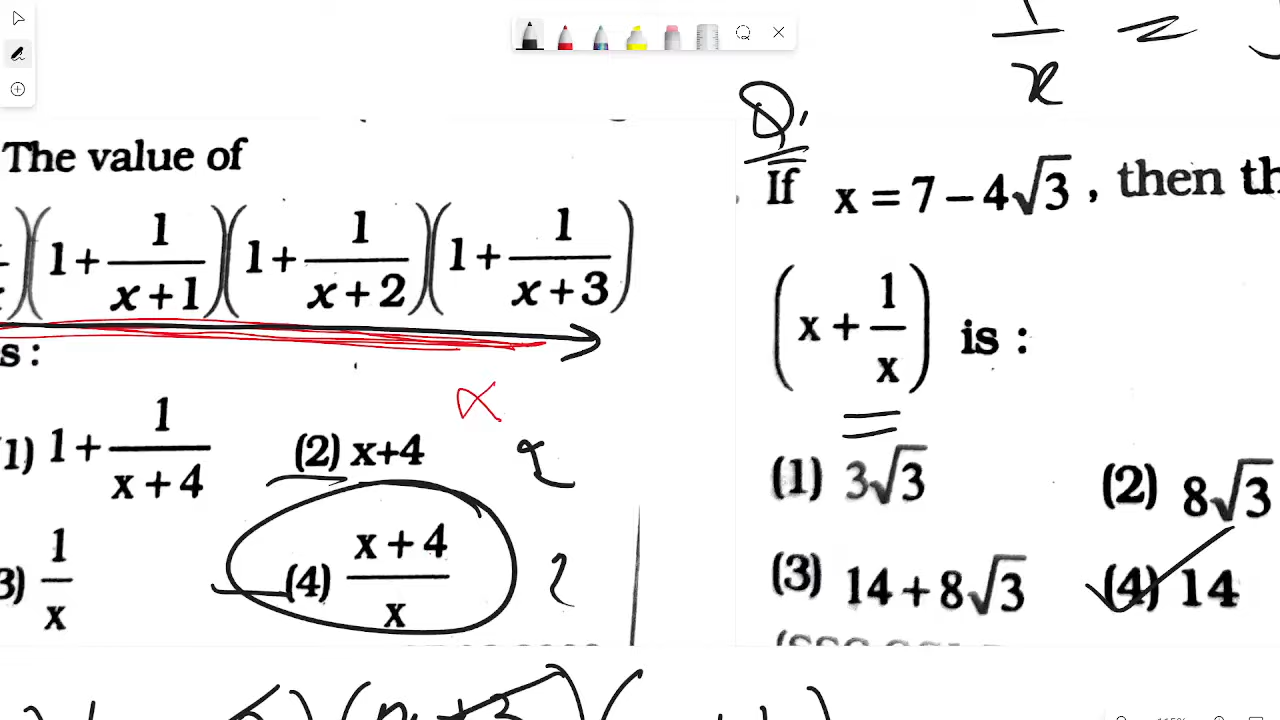 1/x =
Q.
The value of
)(1+ 1/(x+1))(1+ 1/(x+2))(1+ 1/(x+3))
s :
1) 1+ 1/(x+4)
(2) x+4
3) 1/x
(4) (x+4)/x
If x = 7 – 4√3 , then th
(x + 1/x) is :
(1) 3√3
(2) 8√3
(3) 14 + 8√3
(4) 14